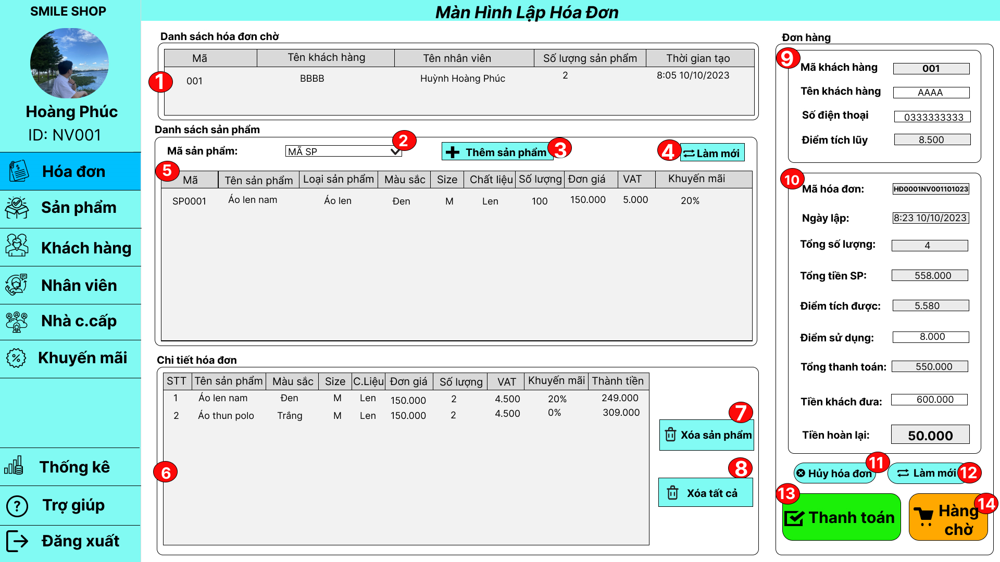 SMILE SHOP
Hoàng Phúc
ID: NV001
Hóa đơn
Sản phẩm
Khách hàng
Nhân viên
Nhà c.cấp
Khuyến mãi
Thống kê
Trợ giúp
Đăng xuất
Màn Hình Lập Hóa Đơn
Danh sách hóa đơn chờ
Mã Tên khách hàng Tên nhân viên Số lượng sản phẩm Thời gian tạo
1 001 BBBB Huỳnh Hoàng Phúc 2 8:05 10/10/2023
Danh sách sản phẩm
Mã sản phẩm: MÃ SP 2 Thêm sản phẩm 3 4 Làm mới
5 Mã Tên sản phẩm Loại sản phẩm Màu sắc Size Chất liệu Số lượng Đơn giá VAT Khuyến mãi
SP0001 Áo len nam Áo len Đen M Len 100 150.000 5.000 20%
Chi tiết hóa đơn
STT Tên sản phẩm Màu sắc Size C.Liệu Đơn giá Số lượng VAT Khuyến mãi Thành tiền
1 Áo len nam Đen M Len 150.000 2 4.500 20% 249.000
2 Áo thun polo Trắng M Len 150.000 2 4.500 0% 309.000
6
7
Xóa sản phẩm
8
Xóa tất cả
Đơn hàng
9
Mã khách hàng 001
Tên khách hàng AAAA
Số điện thoại 0333333333
Điểm tích lũy 8.500
10
Mã hóa đơn: HĐ0001NV001101023
Ngày lập: 8:23 10/10/2023
Tổng số lượng: 4
Tổng tiền SP: 558.000
Điểm tích được: 5.580
Điểm sử dụng: 8.000
Tổng thanh toán: 550.000
Tiền khách đưa: 600.000
Tiền hoàn lại: 50.000
Hủy hóa đơn 11 Làm mới 12
13 Thanh toán
14 Hàng
chờ